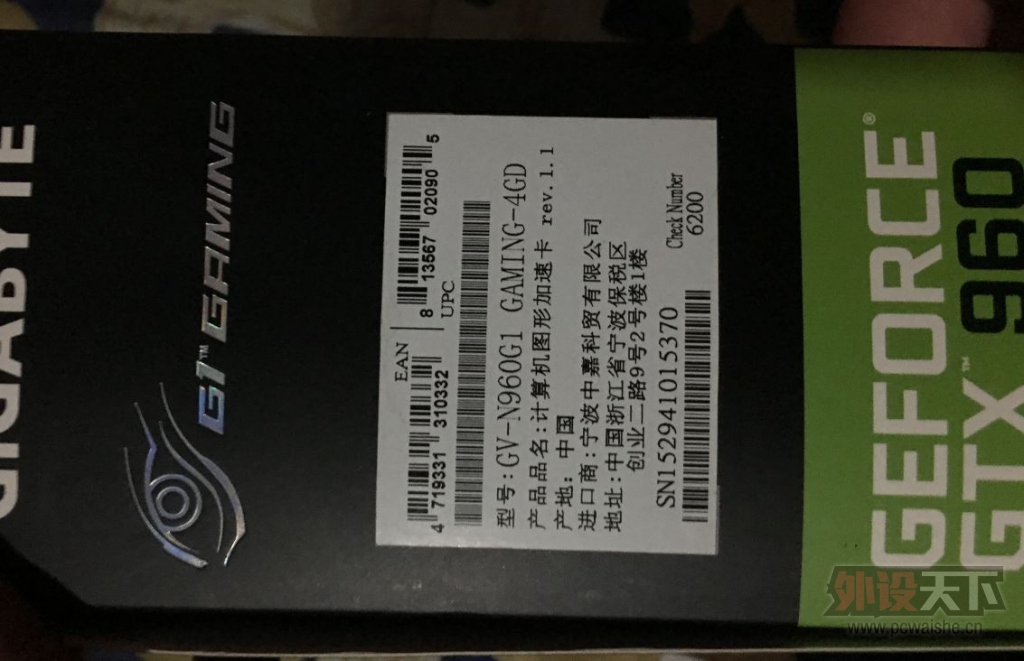 GIGABYTE
G1™ GAMING
EAN
4 719331 310332
8 13567 02090 5
UPC
型号:GV-N960G1 GAMING-4GD
产品品名:计算机图形加速卡 rev.1.1
产地:中国
进口商:宁波中嘉科贸有限公司
地址:中国浙江省宁波保税区
创业二路9号2号楼1楼
Check Number
6200
SN152941015370
GEFORCE®
GTX™ 960
外设天下
www.pcwaishe.cn